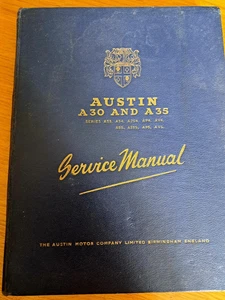 AUSTIN
A30 AND A35
Service Manual
THE AUSTIN MOTOR COMPANY LIMITED BIRMINGHAM ENGLAND